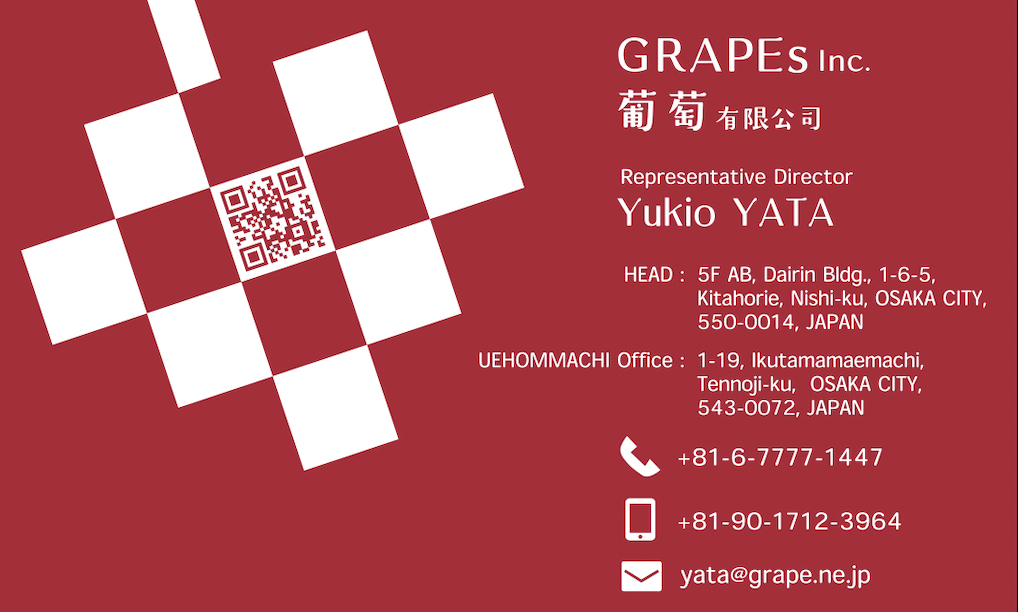 GRAPEs Inc.
葡萄有限公司
Representative Director
Yukio YATA
HEAD : 5F AB, Dairin Bldg., 1-6-5,
Kitahorie, Nishi-ku, OSAKA CITY,
550-0014, JAPAN
UEHOMMACHI Office : 1-19, Ikutamamaemachi,
Tennoji-ku, OSAKA CITY,
543-0072, JAPAN
+81-6-7777-1447
+81-90-1712-3964
yata@grape.ne.jp